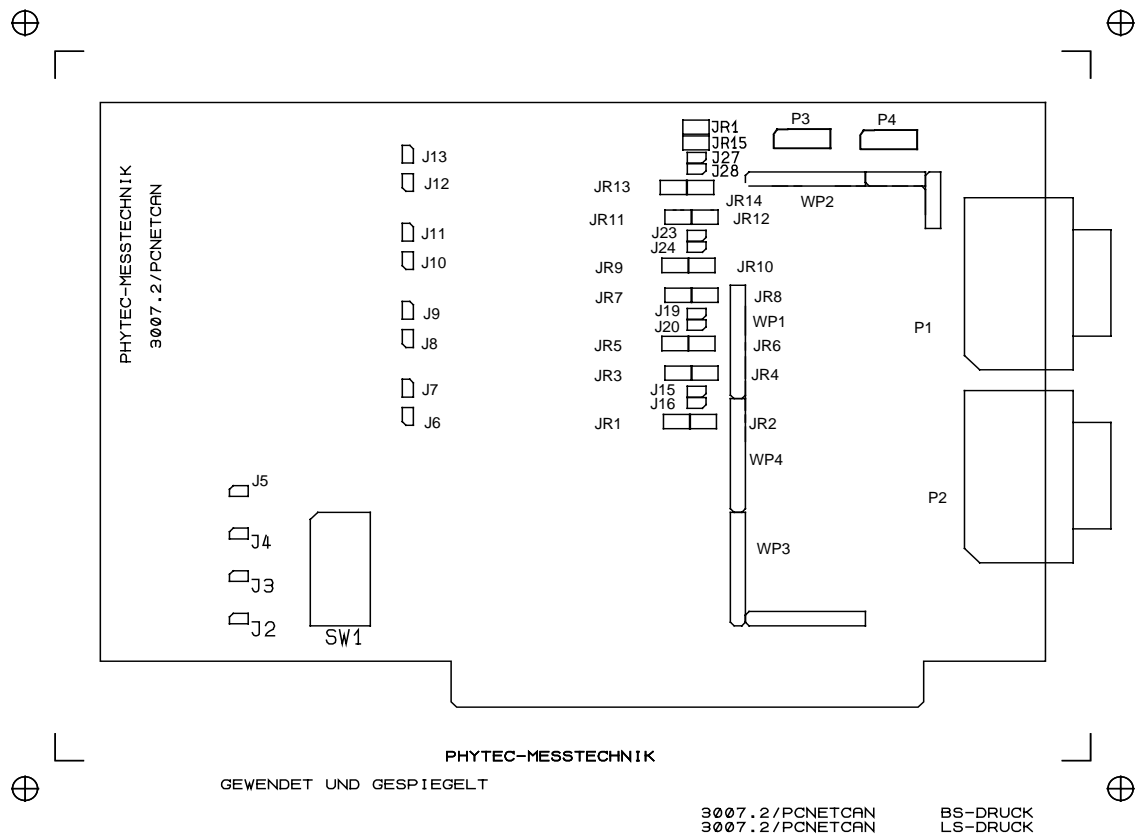 JR1
P3
P4
JR15
J27
J28
J13
J12
JR13
JR14
WP2
PHYTEC-MESSTECHNIK
3007.2/PCNETCAN
JR11
JR12
J23
J24
J11
J10
JR9
JR10
JR7
JR8
J19
J20
WP1
P1
J9
J8
JR5
JR6
JR3
JR4
J15
J16
J7
J6
JR1
JR2
WP4
J5
P2
J4
WP3
J3
J2
SW1
PHYTEC-MESSTECHNIK
GEWENDET UND GESPIEGELT
3007.2/PCNETCAN BS-DRUCK
3007.2/PCNETCAN LS-DRUCK